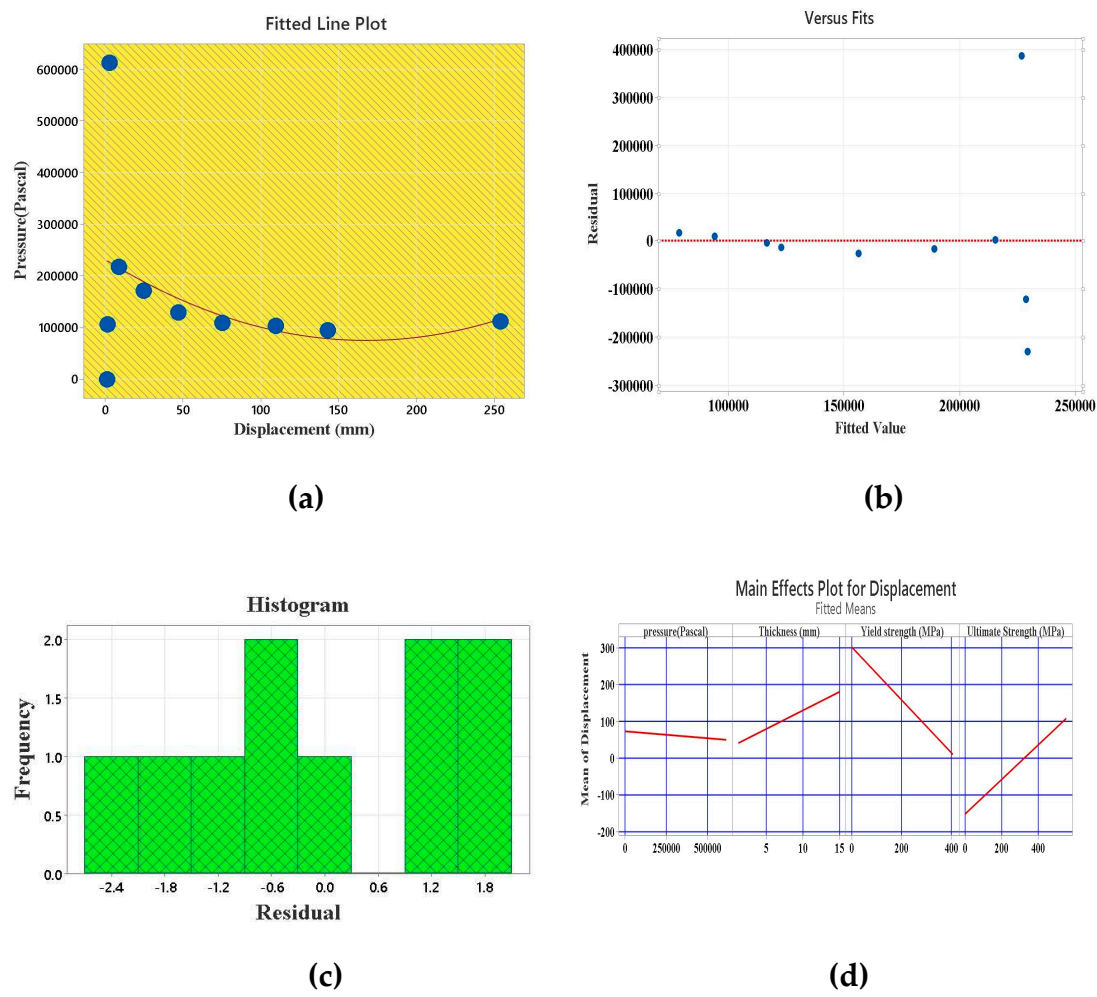 Fitted Line Plot
Pressure(Pascal)
600000
500000
400000
300000
200000
100000
0
0 50 100 150 200 250
Displacement (mm)
(a)
Versus Fits
Residual
400000
300000
200000
100000
0
-100000
-200000
-300000
100000 150000 200000 250000
Fitted Value
(b)
Histogram
Frequency
2.0
1.5
1.0
0.5
0.0
-2.4 -1.8 -1.2 -0.6 0.0 0.6 1.2 1.8
Residual
(c)
Main Effects Plot for Displacement
Fitted Means
pressure(Pascal) Thickness (mm) Yield strength (MPa) Ultimate Strength (MPa)
Mean of Displacement
300
200
100
0
-100
-200
0 250000 500000 5 10 15 0 200 400 0 200 400
(d)